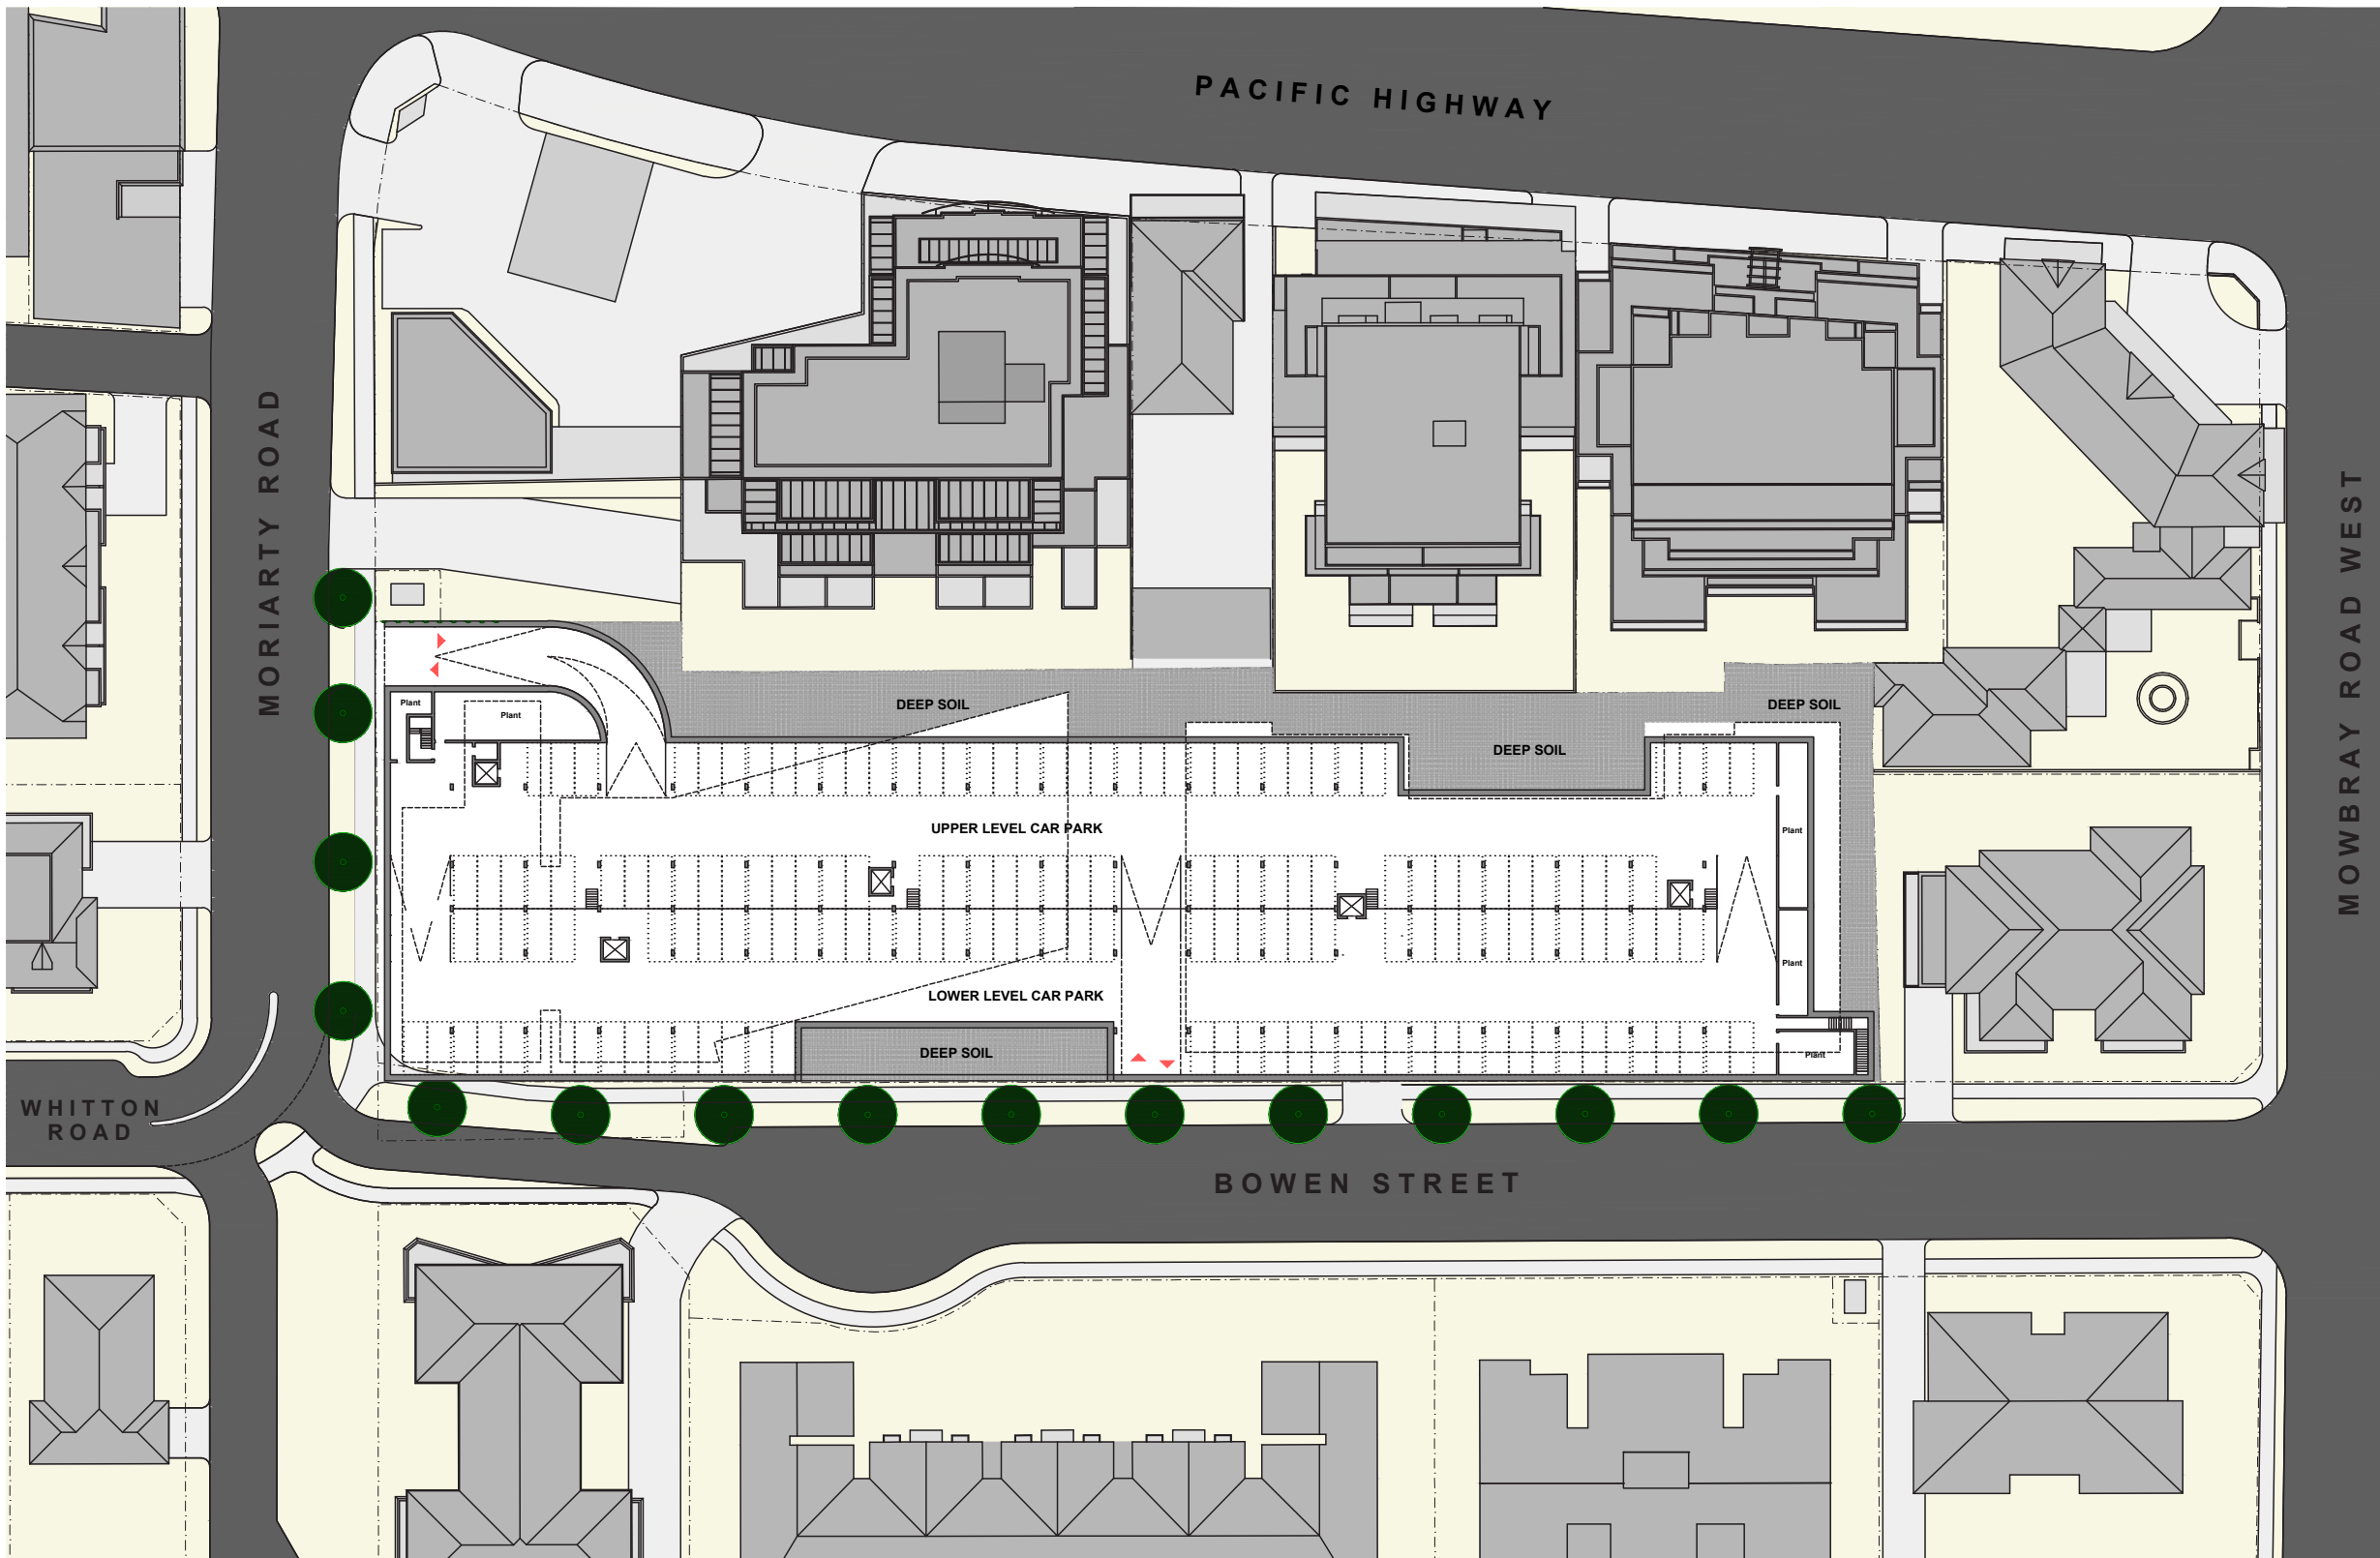 PACIFIC HIGHWAY
MORIARTY ROAD
MOWBRAY ROAD WEST
DEEP SOIL
DEEP SOIL
Plant
Plant
DEEP SOIL
UPPER LEVEL CAR PARK
Plant
Plant
LOWER LEVEL CAR PARK
DEEP SOIL
Plant
WHITTON
ROAD
BOWEN STREET